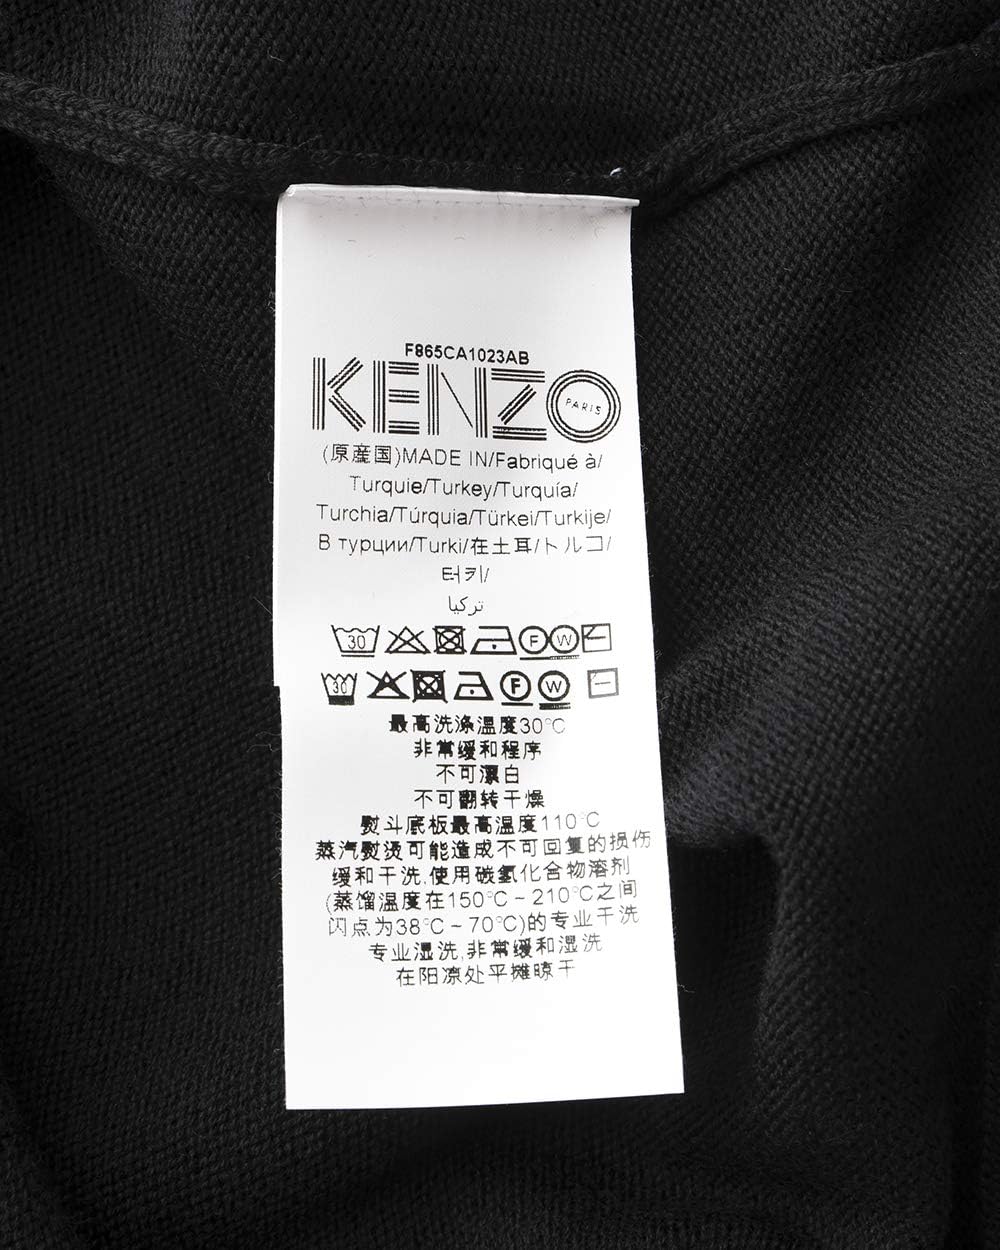 F865CA1023AB
KENZO
PARIS
(原産国)MADE IN/Fabriqué à/
Turquie/Turkey/Turquía/
Turchia/Túrquia/Türkei/Turkije/
В турции/Turki/在土耳/トルコ/
터키/
تركيا
30 F W
30 F W
最高洗涤温度30°C
非常缓和程序
不可漂白
不可翻转干燥
熨斗底板最高温度110°C
蒸汽熨烫可能造成不可回复的损伤
缓和干洗,使用碳氢化合物溶剂
(蒸馏温度在150°C~210°C之间
闪点为38°C~70°C)的专业干洗
专业湿洗,非常缓和湿洗
在阳凉处平摊晾干